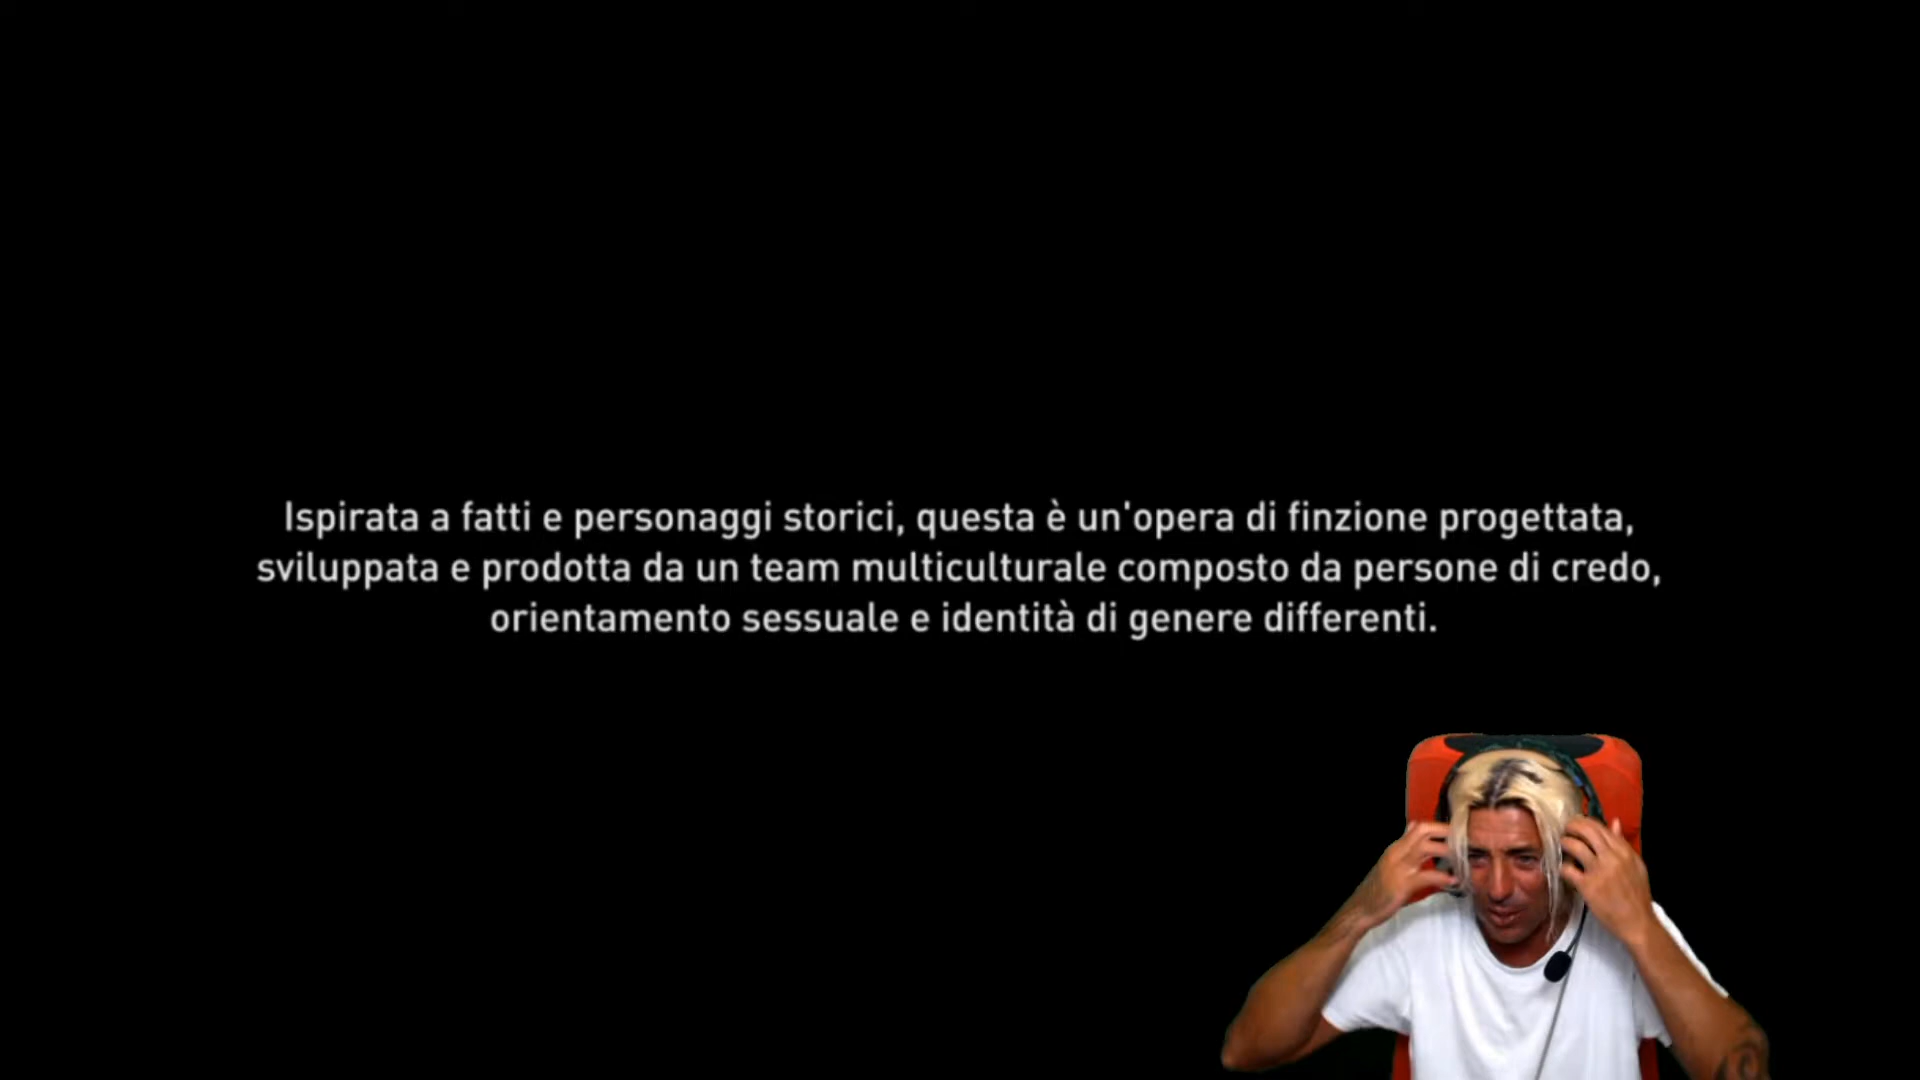 Ispirata a fatti e personaggi storici, questa è un'opera di finzione progettata,
sviluppata e prodotta da un team multiculturale composto da persone di credo,
orientamento sessuale e identità di genere differenti.